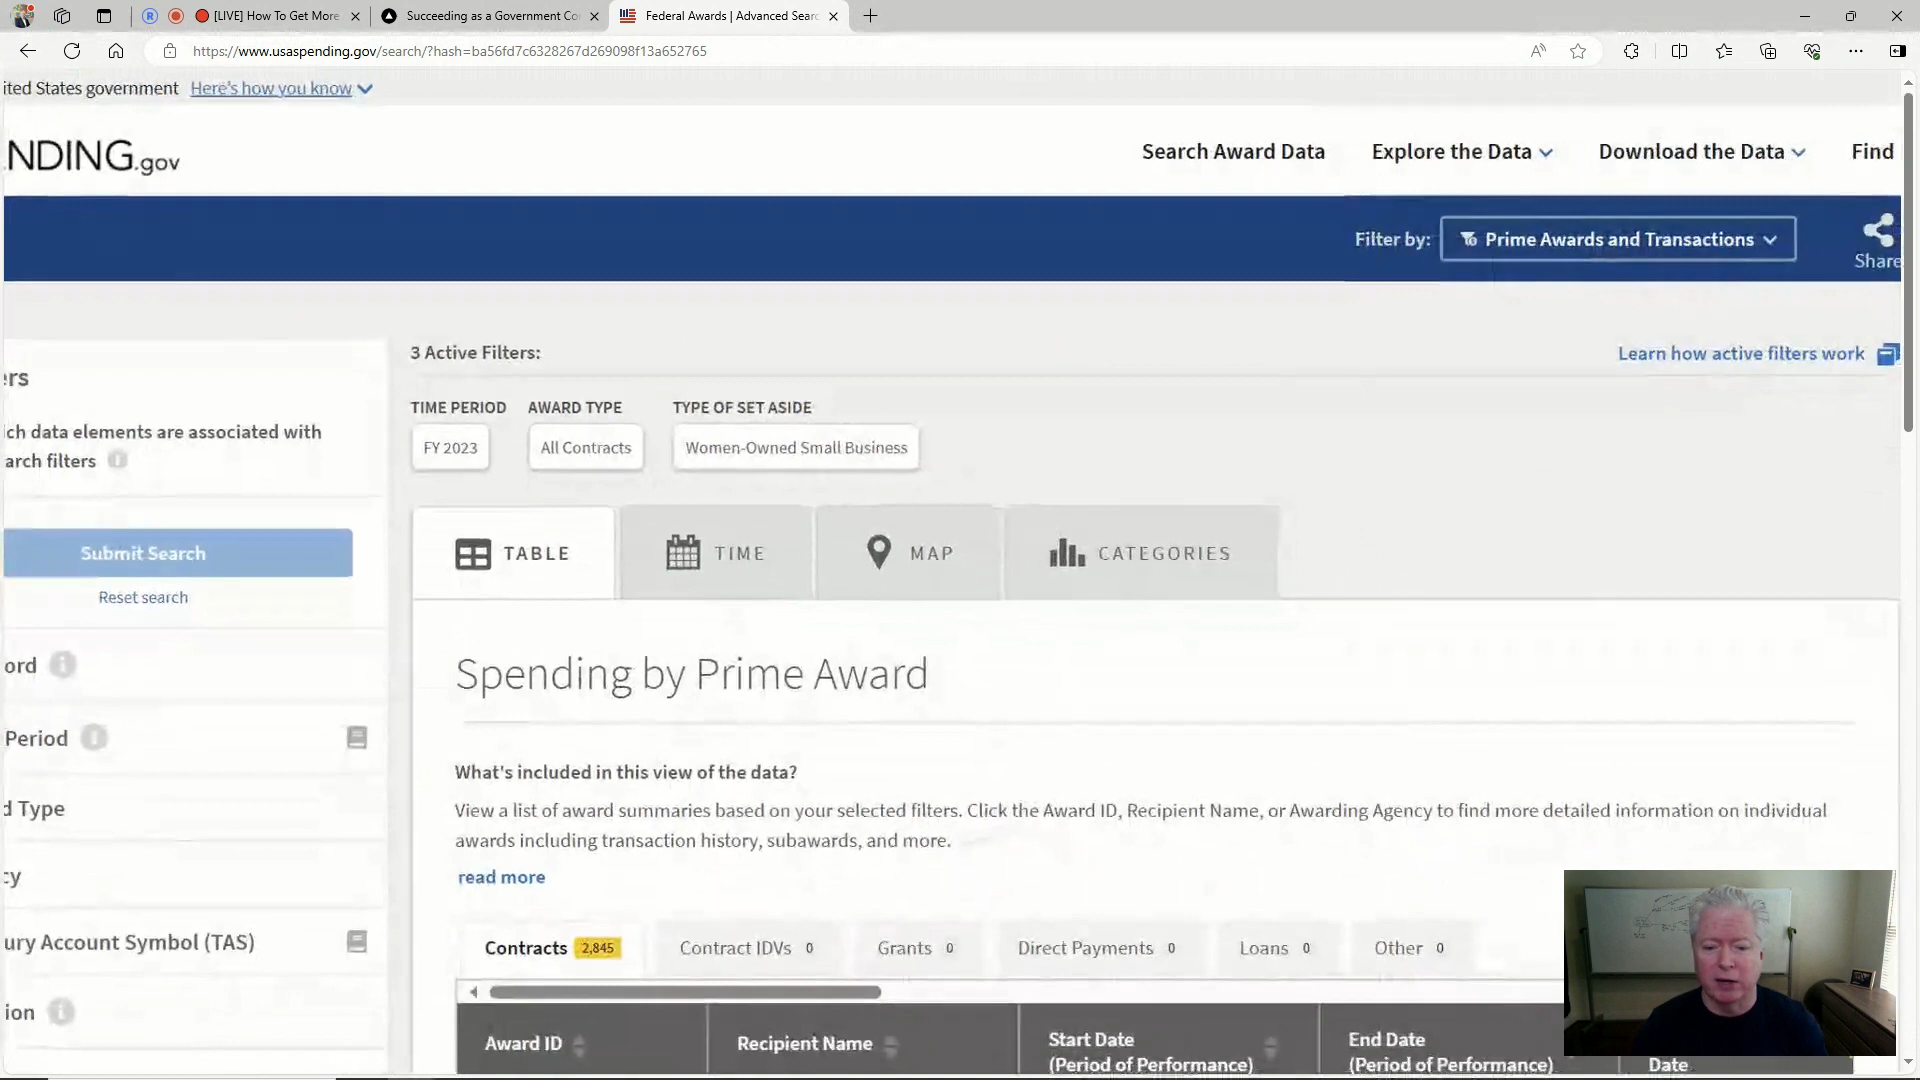 [LIVE] How To Get More
Succeeding as a Government Co
Federal Awards | Advanced Searc
https://www.usaspending.gov/search/?hash=ba56fd7c6328267d269098f13a652765
ited States government Here's how you know
NDING.gov
Search Award Data Explore the Data Download the Data Find
Filter by: Prime Awards and Transactions
Share
3 Active Filters:
Learn how active filters work
TIME PERIOD AWARD TYPE TYPE OF SET ASIDE
FY 2023 All Contracts Women-Owned Small Business
ers
ich data elements are associated with
arch filters
Submit Search
Reset search
ord
Period
d Type
cy
ury Account Symbol (TAS)
ion
TABLE TIME MAP CATEGORIES
Spending by Prime Award
What's included in this view of the data?
View a list of award summaries based on your selected filters. Click the Award ID, Recipient Name, or Awarding Agency to find more detailed information on individual
awards including transaction history, subawards, and more.
read more
Contracts 2,845 Contract IDVs 0 Grants 0 Direct Payments 0 Loans 0 Other 0
Award ID Recipient Name
Start Date
(Period of Performance)
End Date
(Period of Performance)
Date